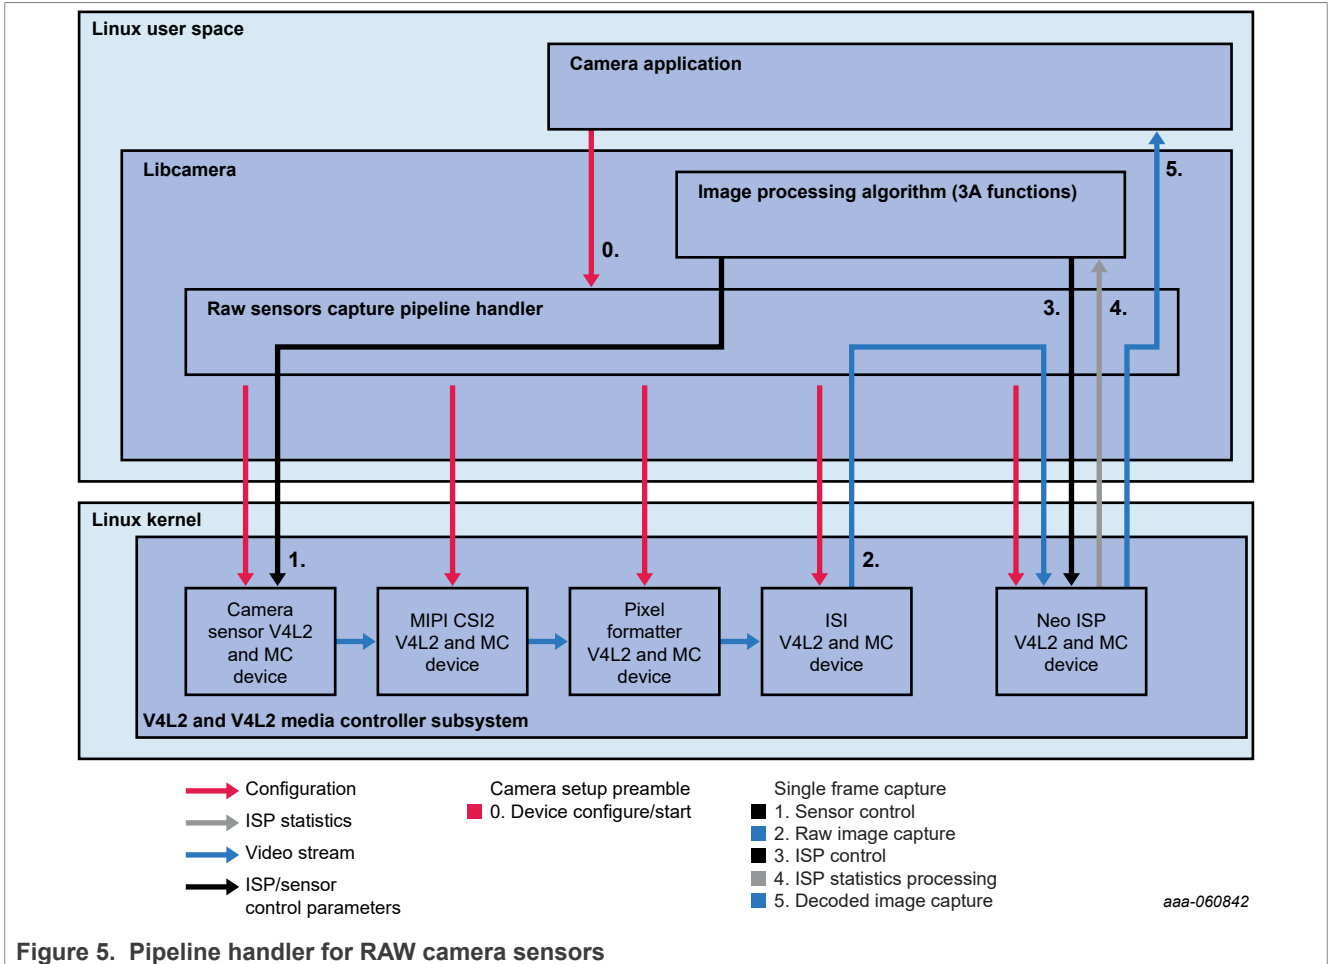 Linux user space
Camera application
Libcamera
5.
Image processing algorithm (3A functions)
0.
Raw sensors capture pipeline handler
3.
4.
Linux kernel
1.
2.
Camera
sensor V4L2
and MC
device
MIPI CSI2
V4L2 and MC
device
Pixel
formatter
V4L2 and MC
device
ISI
V4L2 and MC
device
Neo ISP
V4L2 and MC
device
V4L2 and V4L2 media controller subsystem
Configuration
ISP statistics
Video stream
ISP/sensor
control parameters
Camera setup preamble
0. Device configure/start
Single frame capture
1. Sensor control
2. Raw image capture
3. ISP control
4. ISP statistics processing
5. Decoded image capture
aaa-060842
Figure 5. Pipeline handler for RAW camera sensors